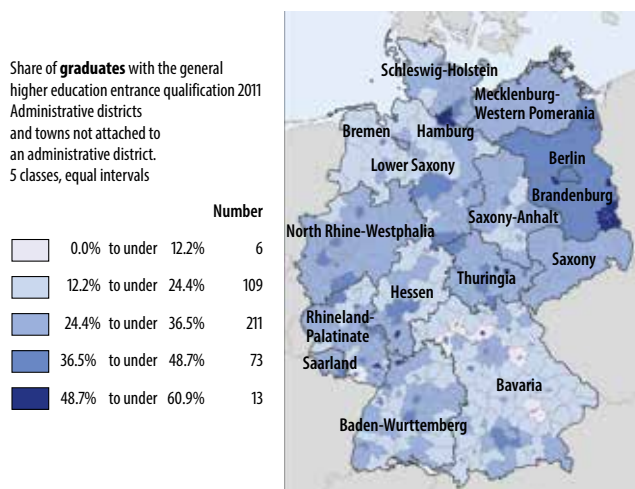 Share of graduates with the general
higher education entrance qualification 2011
Administrative districts
and towns not attached to
an administrative district.
5 classes, equal intervals
Number
0.0% to under 12.2% 6
12.2% to under 24.4% 109
24.4% to under 36.5% 211
36.5% to under 48.7% 73
48.7% to under 60.9% 13
Schleswig-Holstein
Mecklenburg-
Western Pomerania
Bremen
Hamburg
Lower Saxony
Berlin
Brandenburg
North Rhine-Westphalia
Saxony-Anhalt
Saxony
Thuringia
Hessen
Rhineland-
Palatinate
Saarland
Bavaria
Baden-Wurttemberg